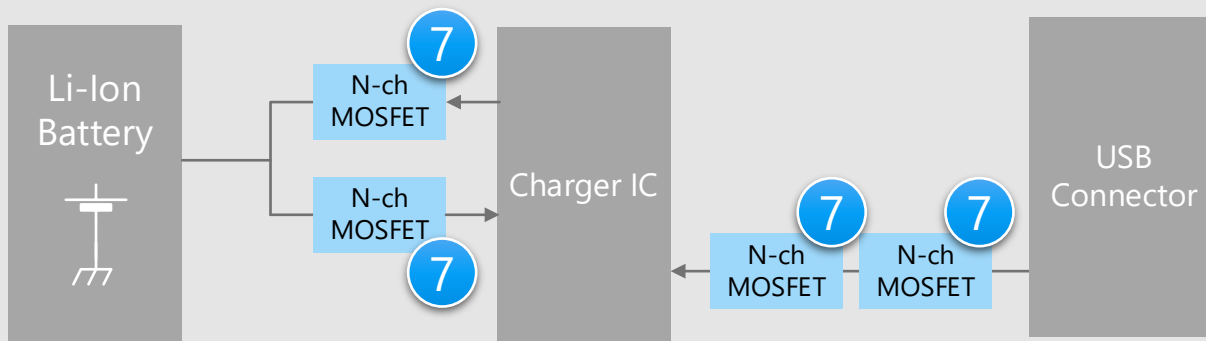 Li-Ion
Battery
7
N-ch
MOSFET
N-ch
MOSFET
7
Charger IC
7
N-ch
MOSFET
7
N-ch
MOSFET
USB
Connector